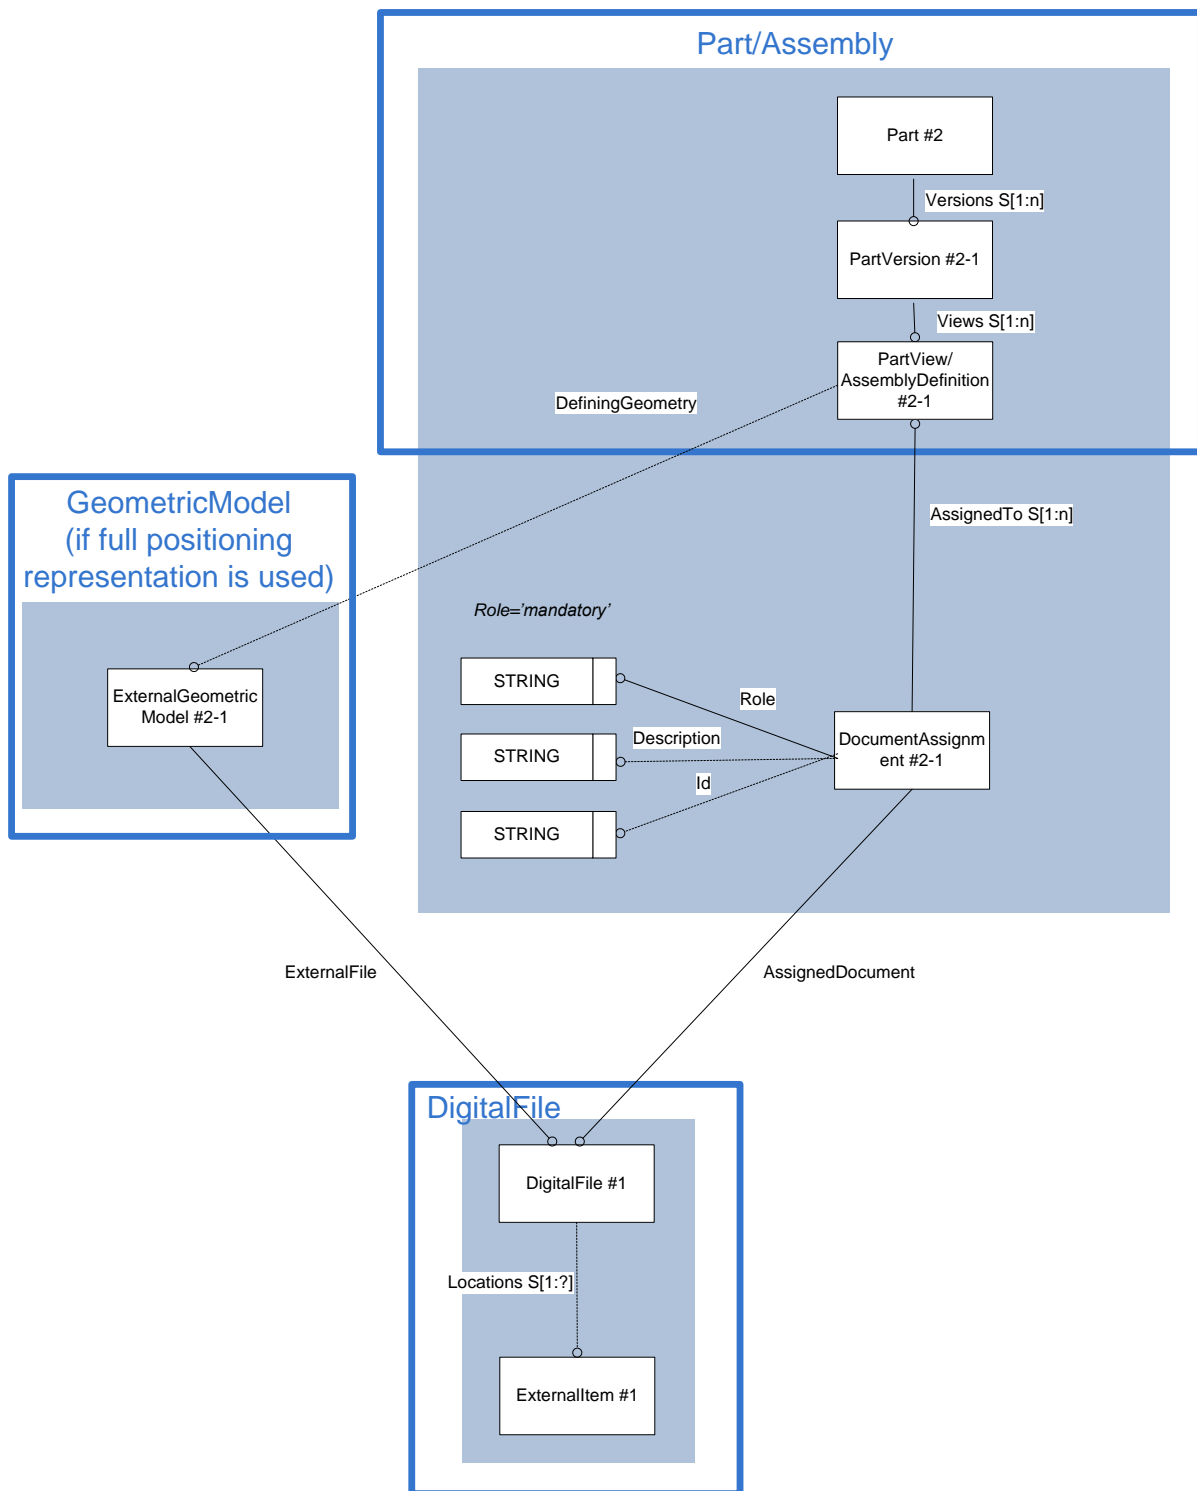 Part/Assembly
Part #2
Versions S[1:n]
PartVersion #2-1
Views S[1:n]
PartView/
AssemblyDefinition
#2-1
DefiningGeometry
AssignedTo S[1:n]
GeometricModel
(if full positioning
representation is used)
ExternalGeometric
Model #2-1
Role='mandatory'
STRING
Role
STRING
Description
Id
STRING
DocumentAssignm
ent #2-1
ExternalFile
AssignedDocument
DigitalFile
DigitalFile #1
Locations S[1:?]
ExternalItem #1